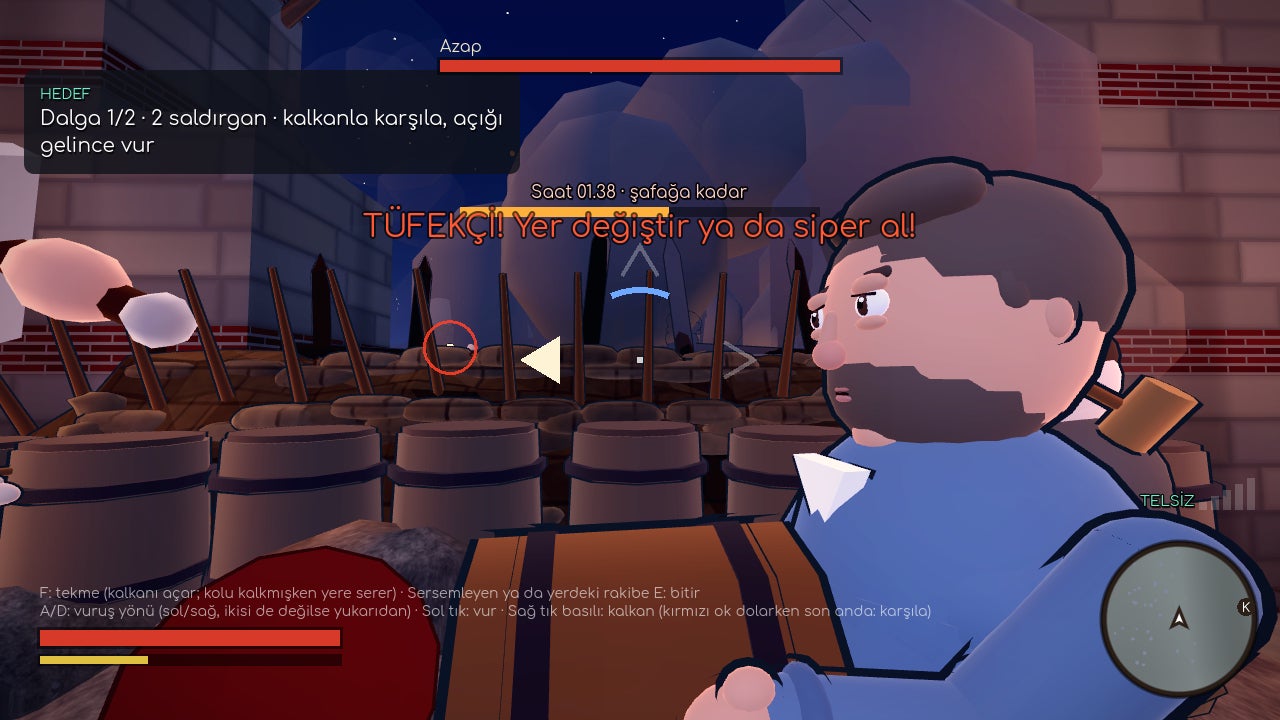 Azap
HEDEF
Dalga 1/2 · 2 saldırgan · kalkanla karşıla, açığı
gelince vur
Saat 01.38 · şafağa kadar
TÜFEKÇİ! Yer değiştir ya da siper al!
TELSİZ
F: tekme (kalkanı açar; kolu kalkmışken yere serer) · Sersemleyen ya da yerdeki rakibe E: bitir
A/D: vuruş yönü (sol/sağ, ikisi de değilse yukarıdan) · Sol tık: vur · Sağ tık basılı: kalkan (kırmızı ok dolarken son anda: karşıla)
K